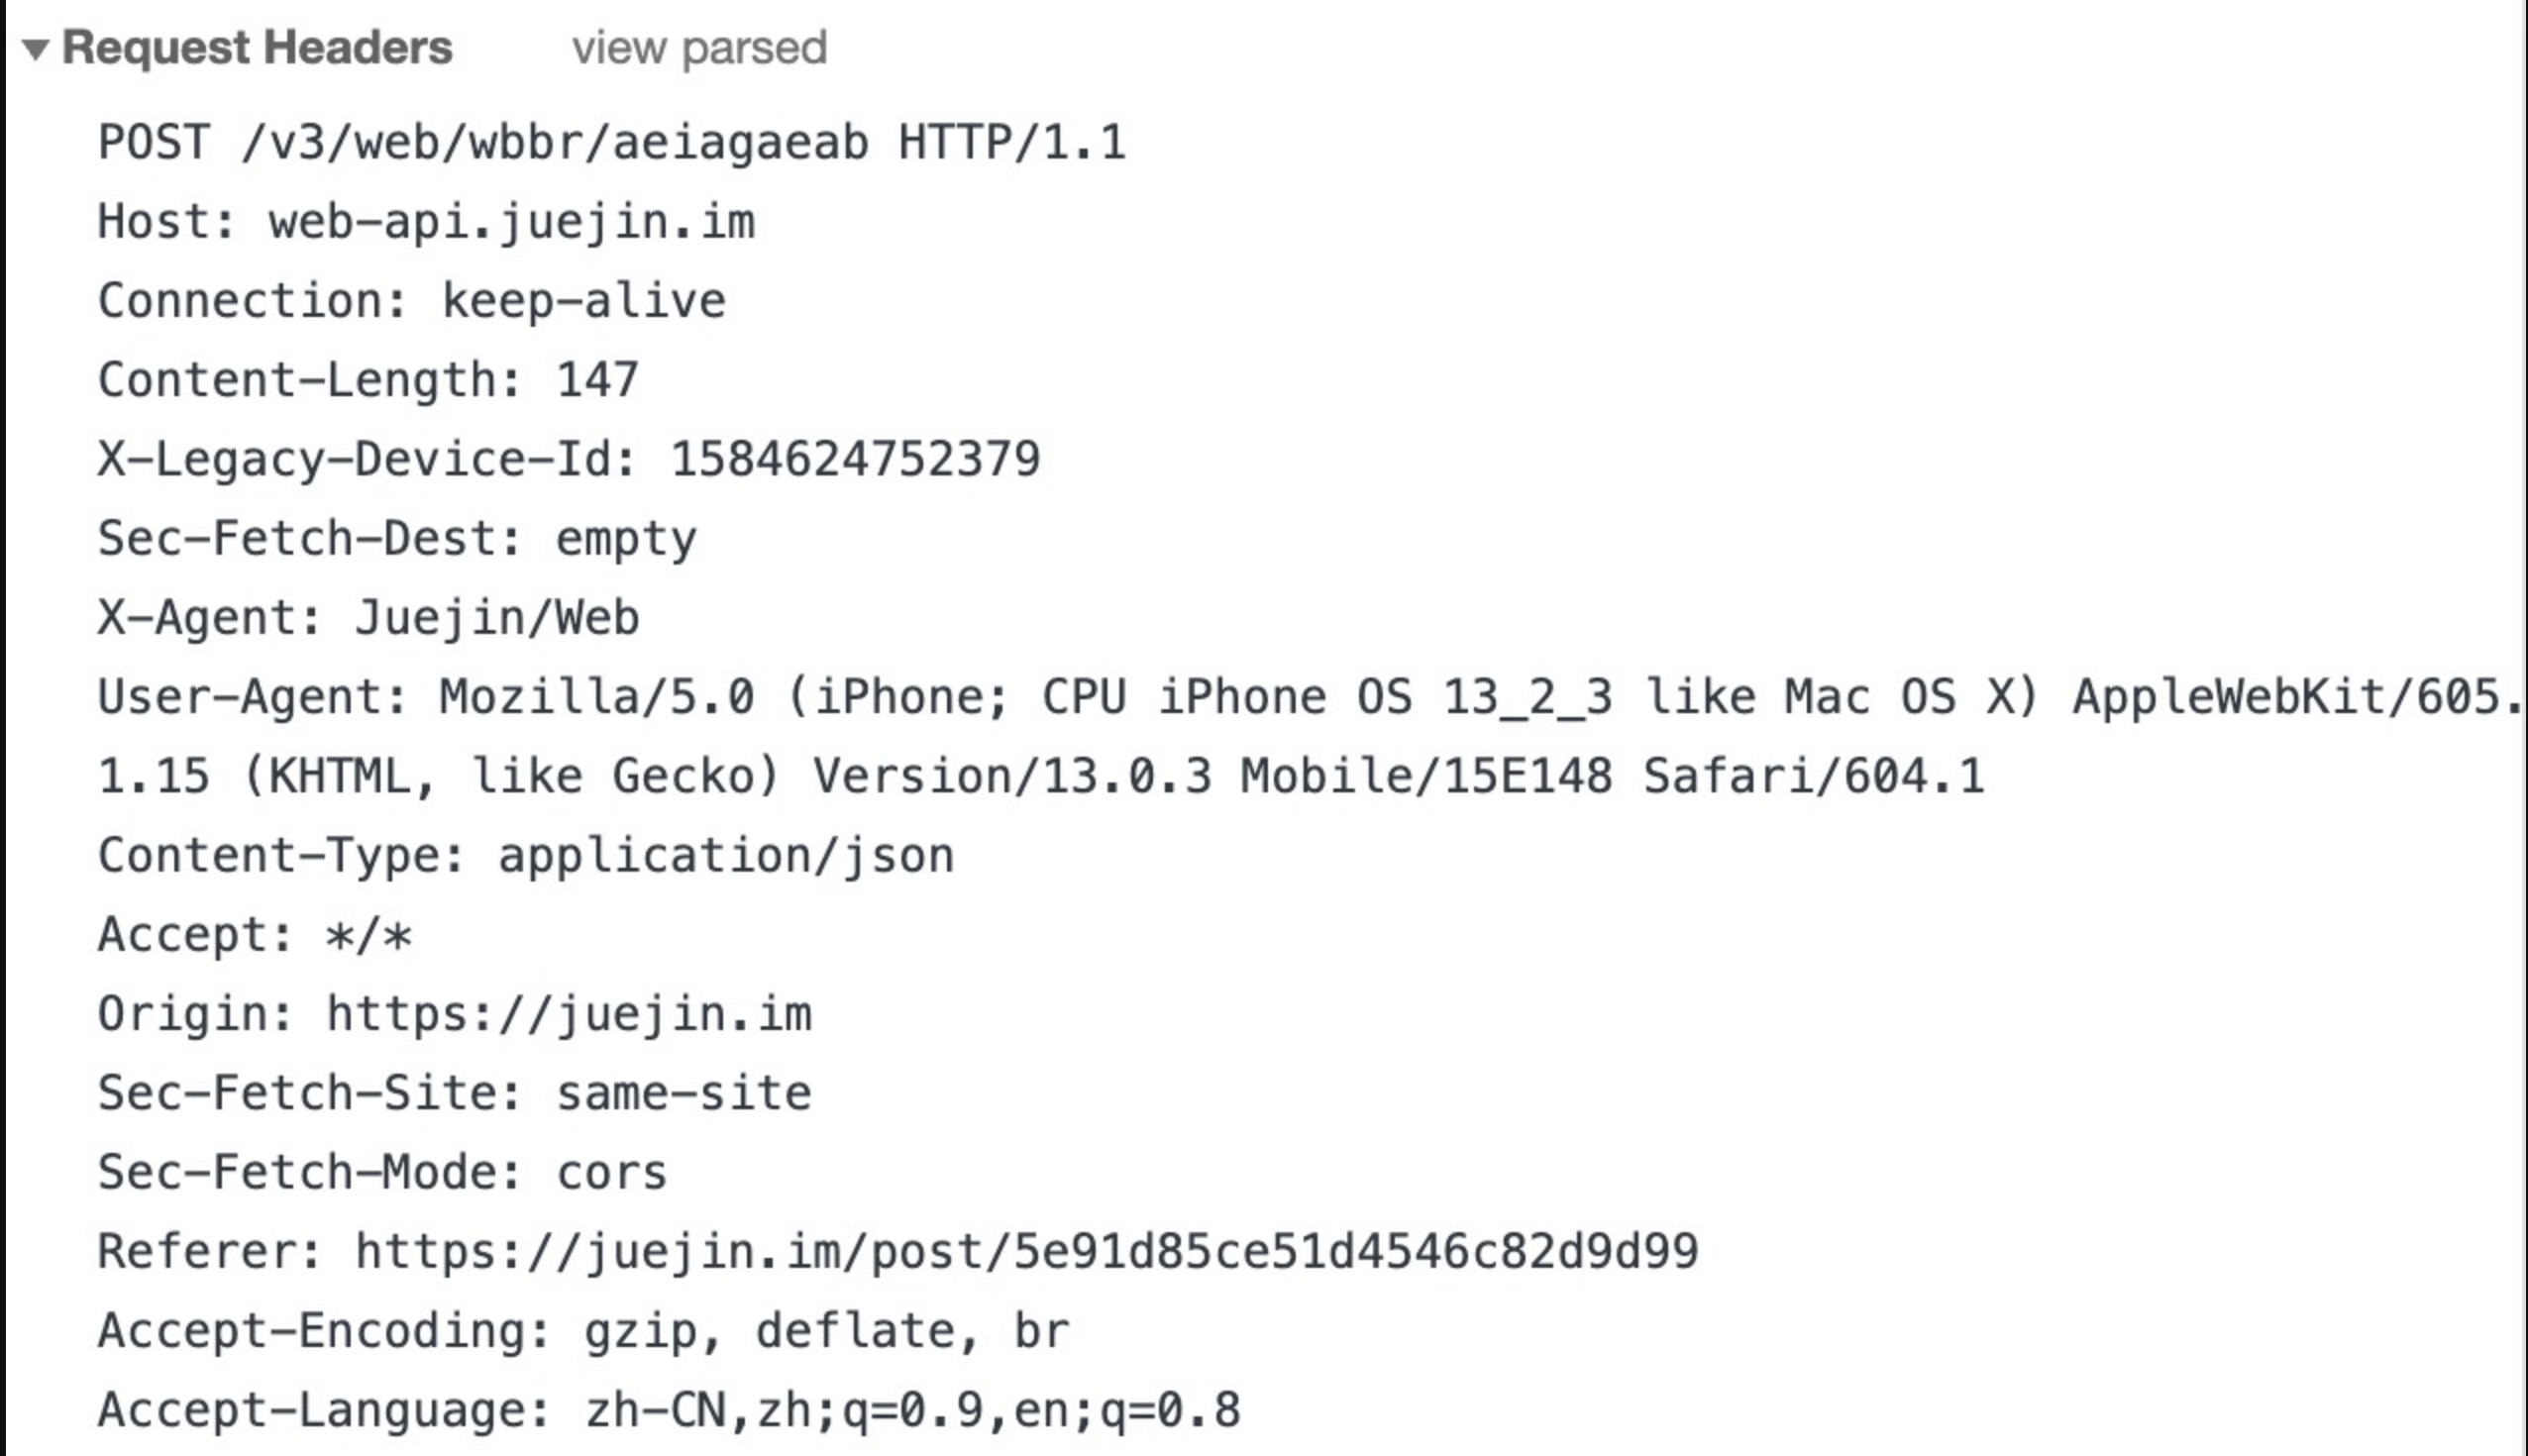 ▼ Request Headers view parsed
POST /v3/web/wbbr/aeiagaeab HTTP/1.1
Host: web-api.juejin.im
Connection: keep-alive
Content-Length: 147
X-Legacy-Device-Id: 1584624752379
Sec-Fetch-Dest: empty
X-Agent: Juejin/Web
User-Agent: Mozilla/5.0 (iPhone; CPU iPhone OS 13_2_3 like Mac OS X) AppleWebKit/605.
1.15 (KHTML, like Gecko) Version/13.0.3 Mobile/15E148 Safari/604.1
Content-Type: application/json
Accept: */*
Origin: https://juejin.im
Sec-Fetch-Site: same-site
Sec-Fetch-Mode: cors
Referer: https://juejin.im/post/5e91d85ce51d4546c82d9d99
Accept-Encoding: gzip, deflate, br
Accept-Language: zh-CN,zh;q=0.9,en;q=0.8